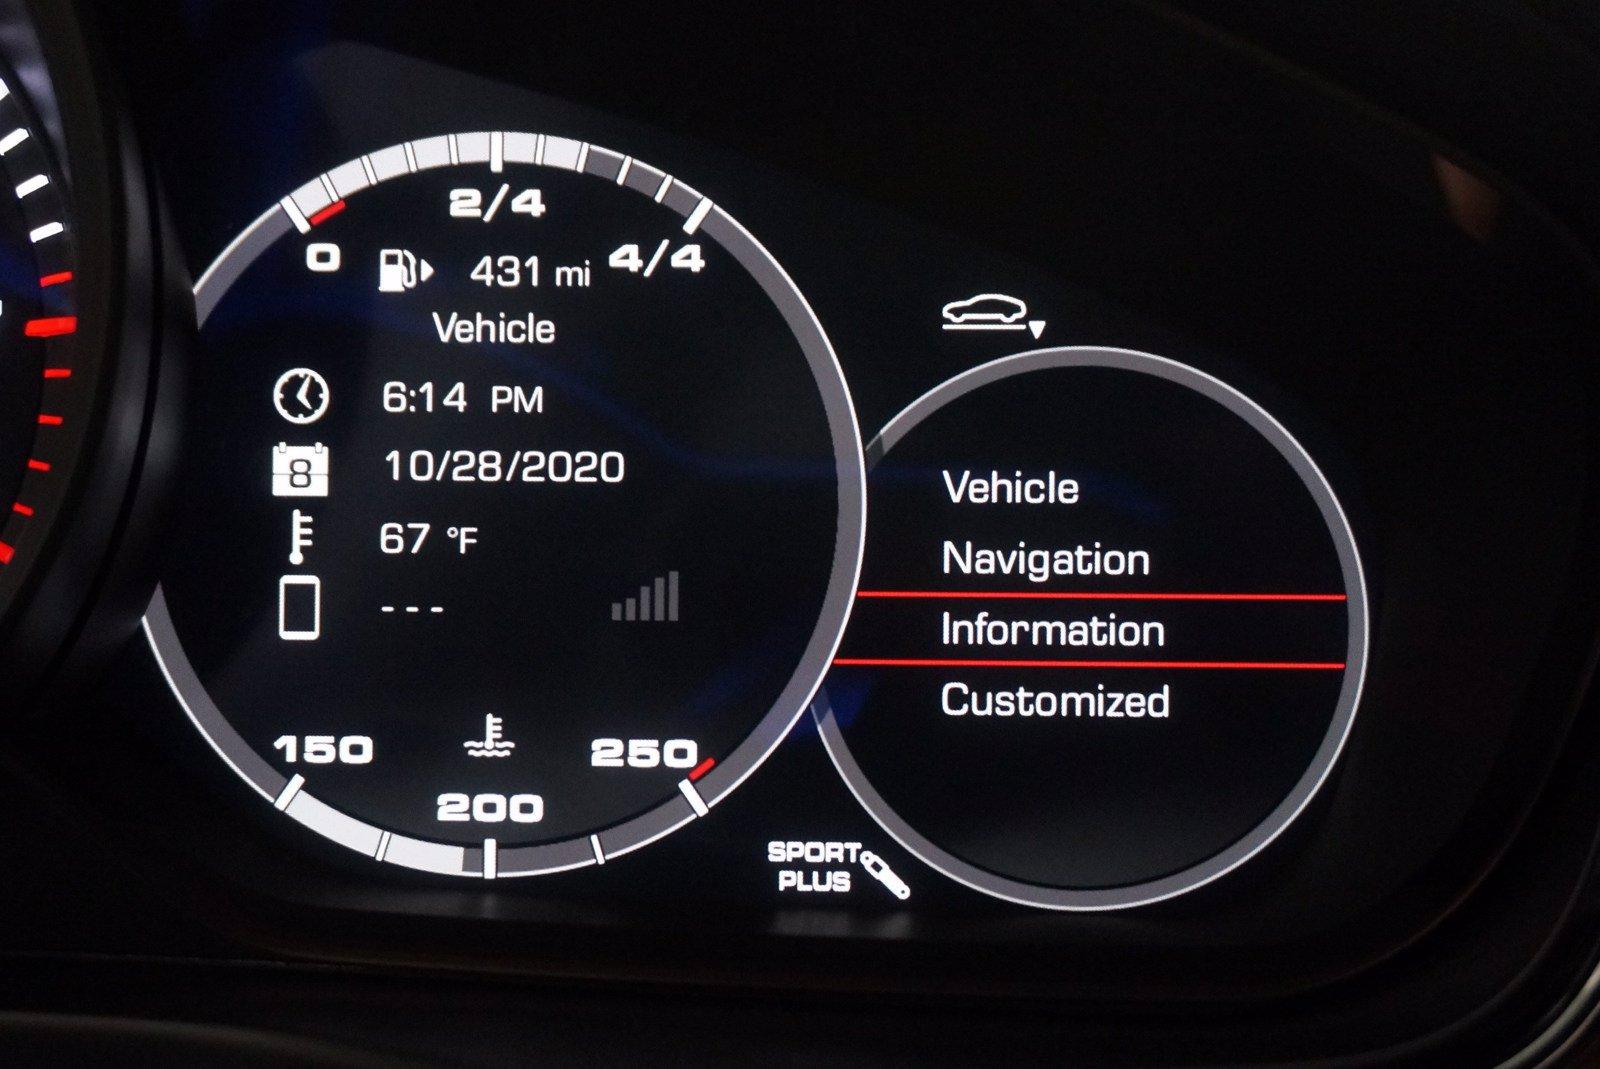 2/4
0
4/4
431 mi
Vehicle
6:14 PM
8
10/28/2020
67 °F
---
150
250
200
Vehicle
Navigation
Information
Customized
SPORT
PLUS